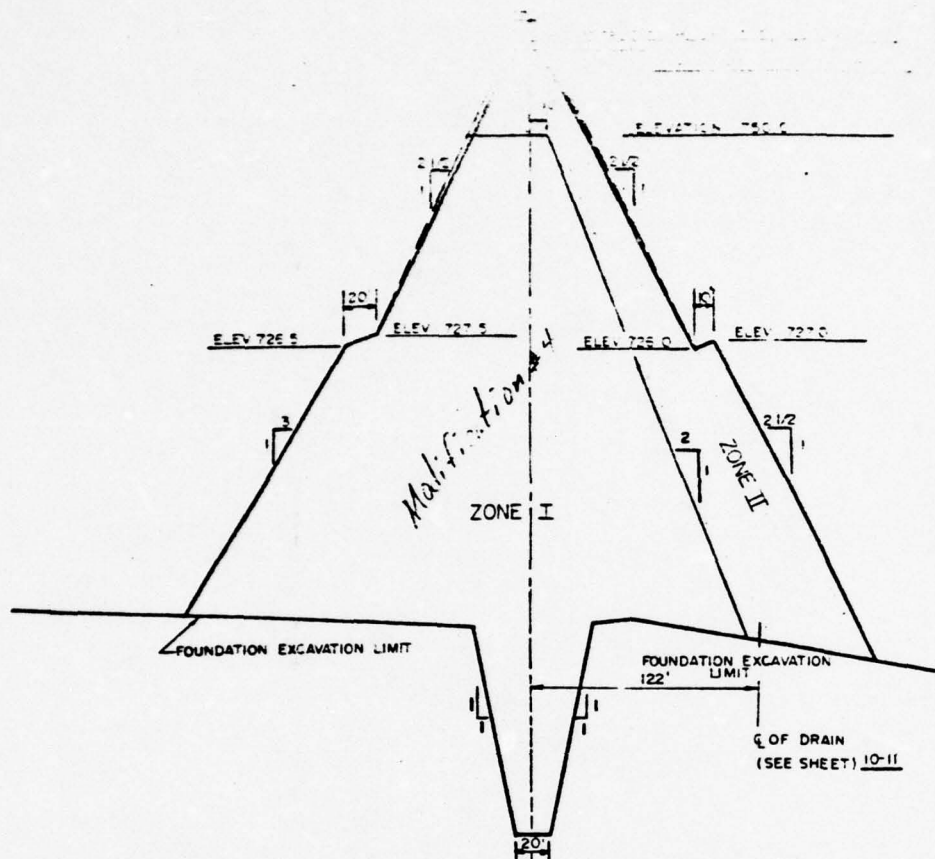 ELEVATION 750.0
2 1/2
1
2 1/2
1
20'
10'
ELEV. 726.5
ELEV. 727.5
ELEV. 726.0
ELEV. 727.0
3
1
2
1
2 1/2
1
ZONE I
ZONE II
FOUNDATION EXCAVATION LIMIT
FOUNDATION EXCAVATION
LIMIT
122'
1
1
1
1
℄ OF DRAIN
(SEE SHEET) 10-11
20'